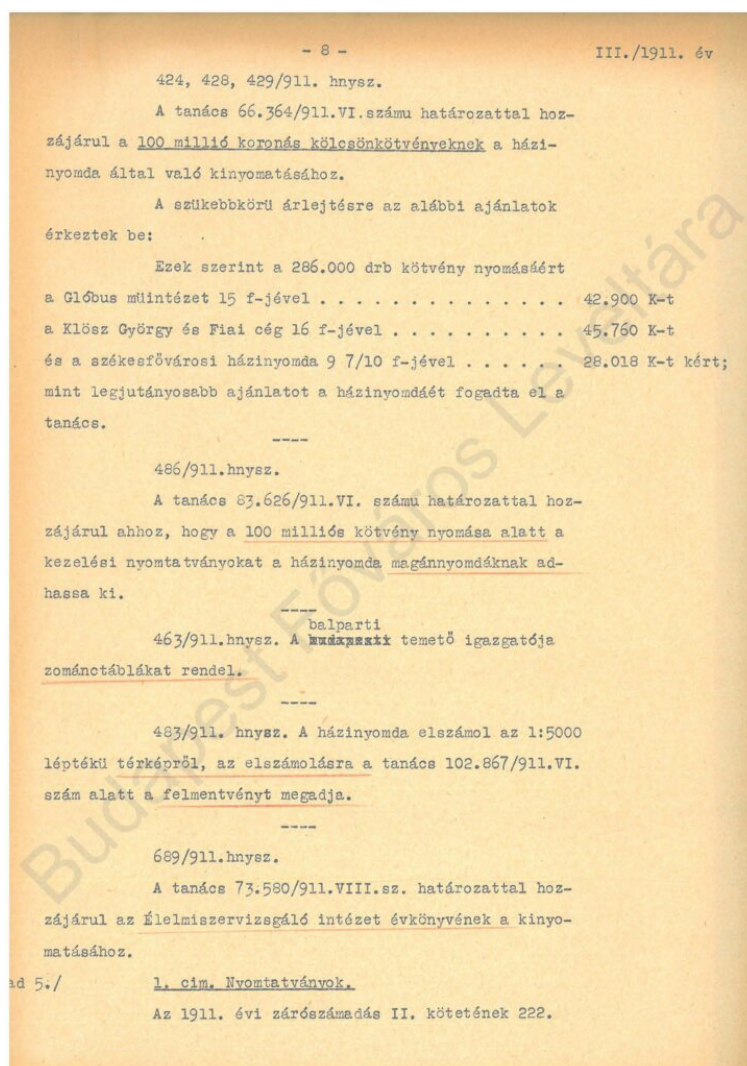 - 8 -
III./1911. év
424, 428, 429/911. hnysz.
A tanács 66.364/911.VI.számu határozattal hoz-
zájárul a 100 millió koronás kölcsönkötvényeknek a házi-
nyomda által való kinyomatásához.
A szükebbkörü árlejtésre az alábbi ajánlatok
érkeztek be:
Ezek szerint a 286.000 drb kötvény nyomásáért
a Glóbus müintézet 15 f-jével . . . . . . . . . . . . . . . 42.900 K-t
a Klösz György és Fiai cég 16 f-jével . . . . . . . . . . 45.760 K-t
és a székesfővárosi házinyomda 9 7/10 f-jével . . . . . . 28.018 K-t kért;
mint legjutányosabb ajánlatot a házinyomdáét fogadta el a
tanács.
----
486/911.hnysz.
A tanács 83.626/911.VI. számu határozattal hoz-
zájárul ahhoz, hogy a 100 milliós kötvény nyomása alatt a
kezelési nyomtatványokat a házinyomda magánnyomdáknak ad-
hassa ki.
----
balparti
463/911.hnysz. A temető igazgatója
zománctáblákat rendel.
----
483/911. hnysz. A házinyomda elszámol az 1:5000
léptékü térképről, az elszámolásra a tanács 102.867/911.VI.
szám alatt a felmentvényt megadja.
----
689/911.hnysz.
A tanács 73.580/911.VIII.sz. határozattal hoz-
zájárul az Élelmiszervizsgáló intézet évkönyvének a kinyo-
matásához.
ad 5./ 1. cim. Nyomtatványok.
Az 1911. évi zárószámadás II. kötetének 222.
Budapest Főváros Levéltára